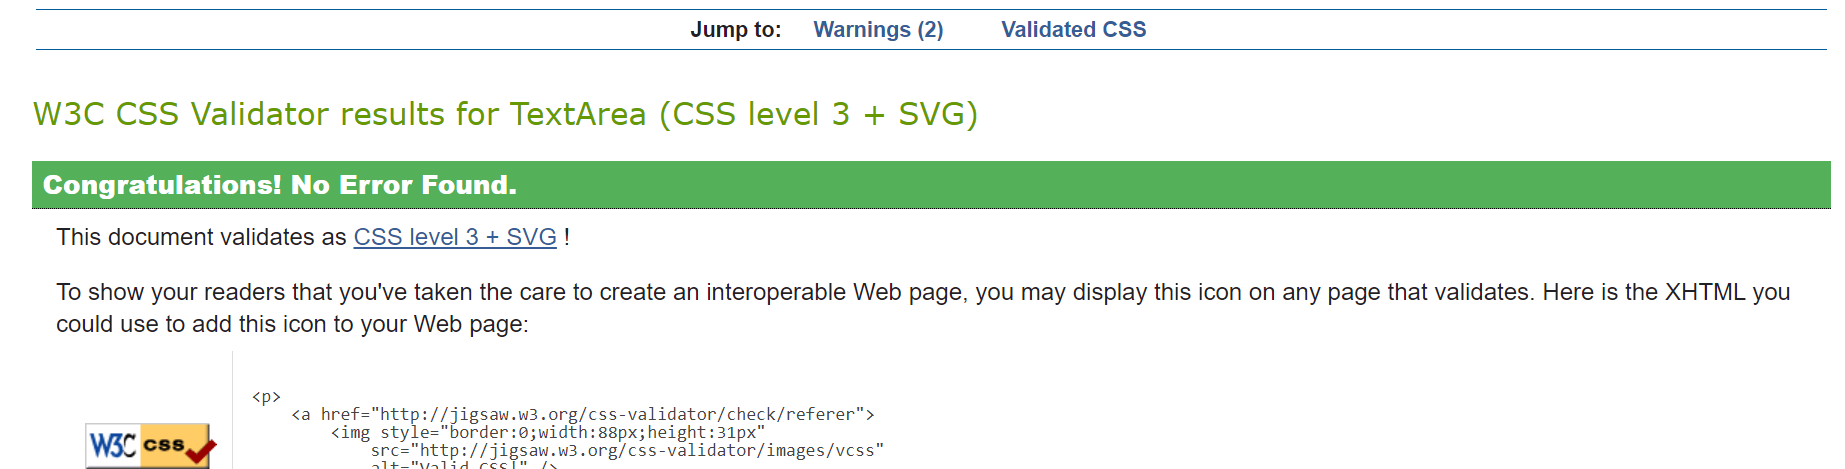 Jump to: Warnings (2) Validated CSS
W3C CSS Validator results for TextArea (CSS level 3 + SVG)
Congratulations! No Error Found.
This document validates as CSS level 3 + SVG !
To show your readers that you've taken the care to create an interoperable Web page, you may display this icon on any page that validates. Here is the XHTML you
could use to add this icon to your Web page:
<p>
<a href="http://jigsaw.w3.org/css-validator/check/referer">
<img style="border:0;width:88px;height:31px"
W3C css
src="http://jigsaw.w3.org/css-validator/images/vcss"
alt="Valid CSS!" />